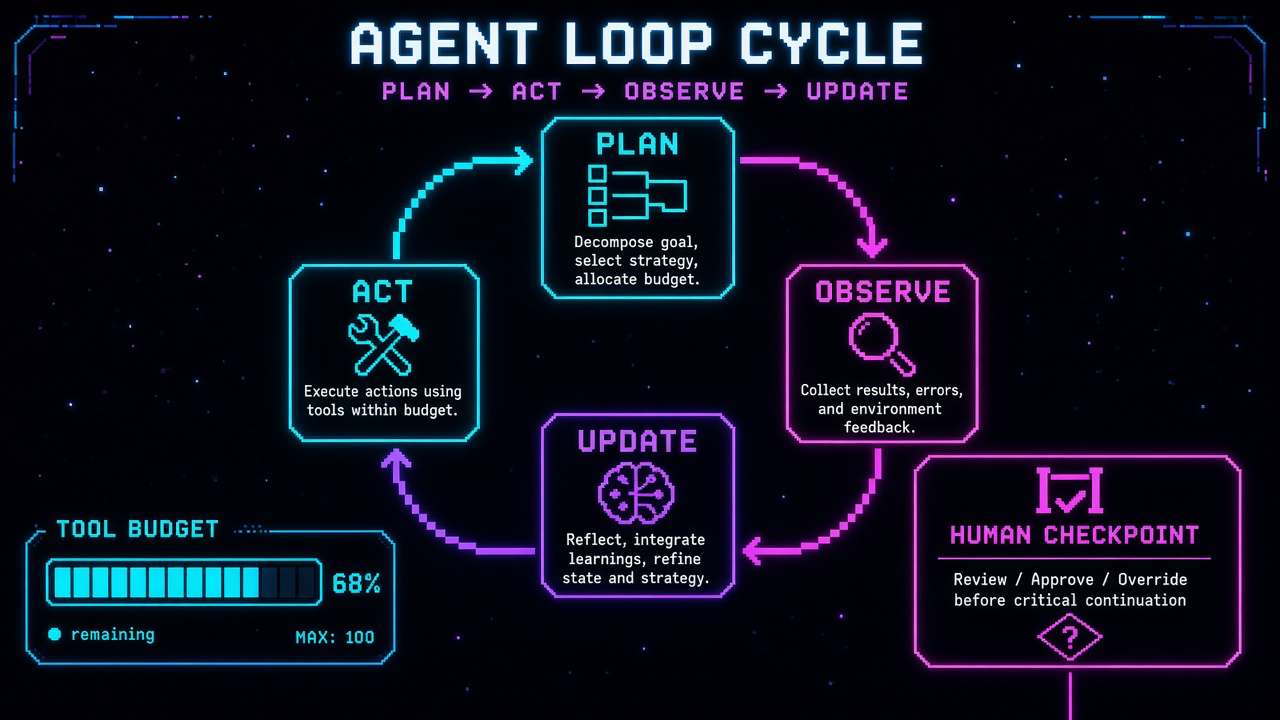 AGENT LOOP CYCLE
PLAN → ACT → OBSERVE → UPDATE
PLAN
Decompose goal,
select strategy,
allocate budget.
ACT
Execute actions using
tools within budget.
OBSERVE
Collect results, errors,
and environment
feedback.
UPDATE
Reflect, integrate
learnings, refine
state and strategy.
TOOL BUDGET
68%
remaining
MAX: 100
HUMAN CHECKPOINT
Review / Approve / Override
before critical continuation
?